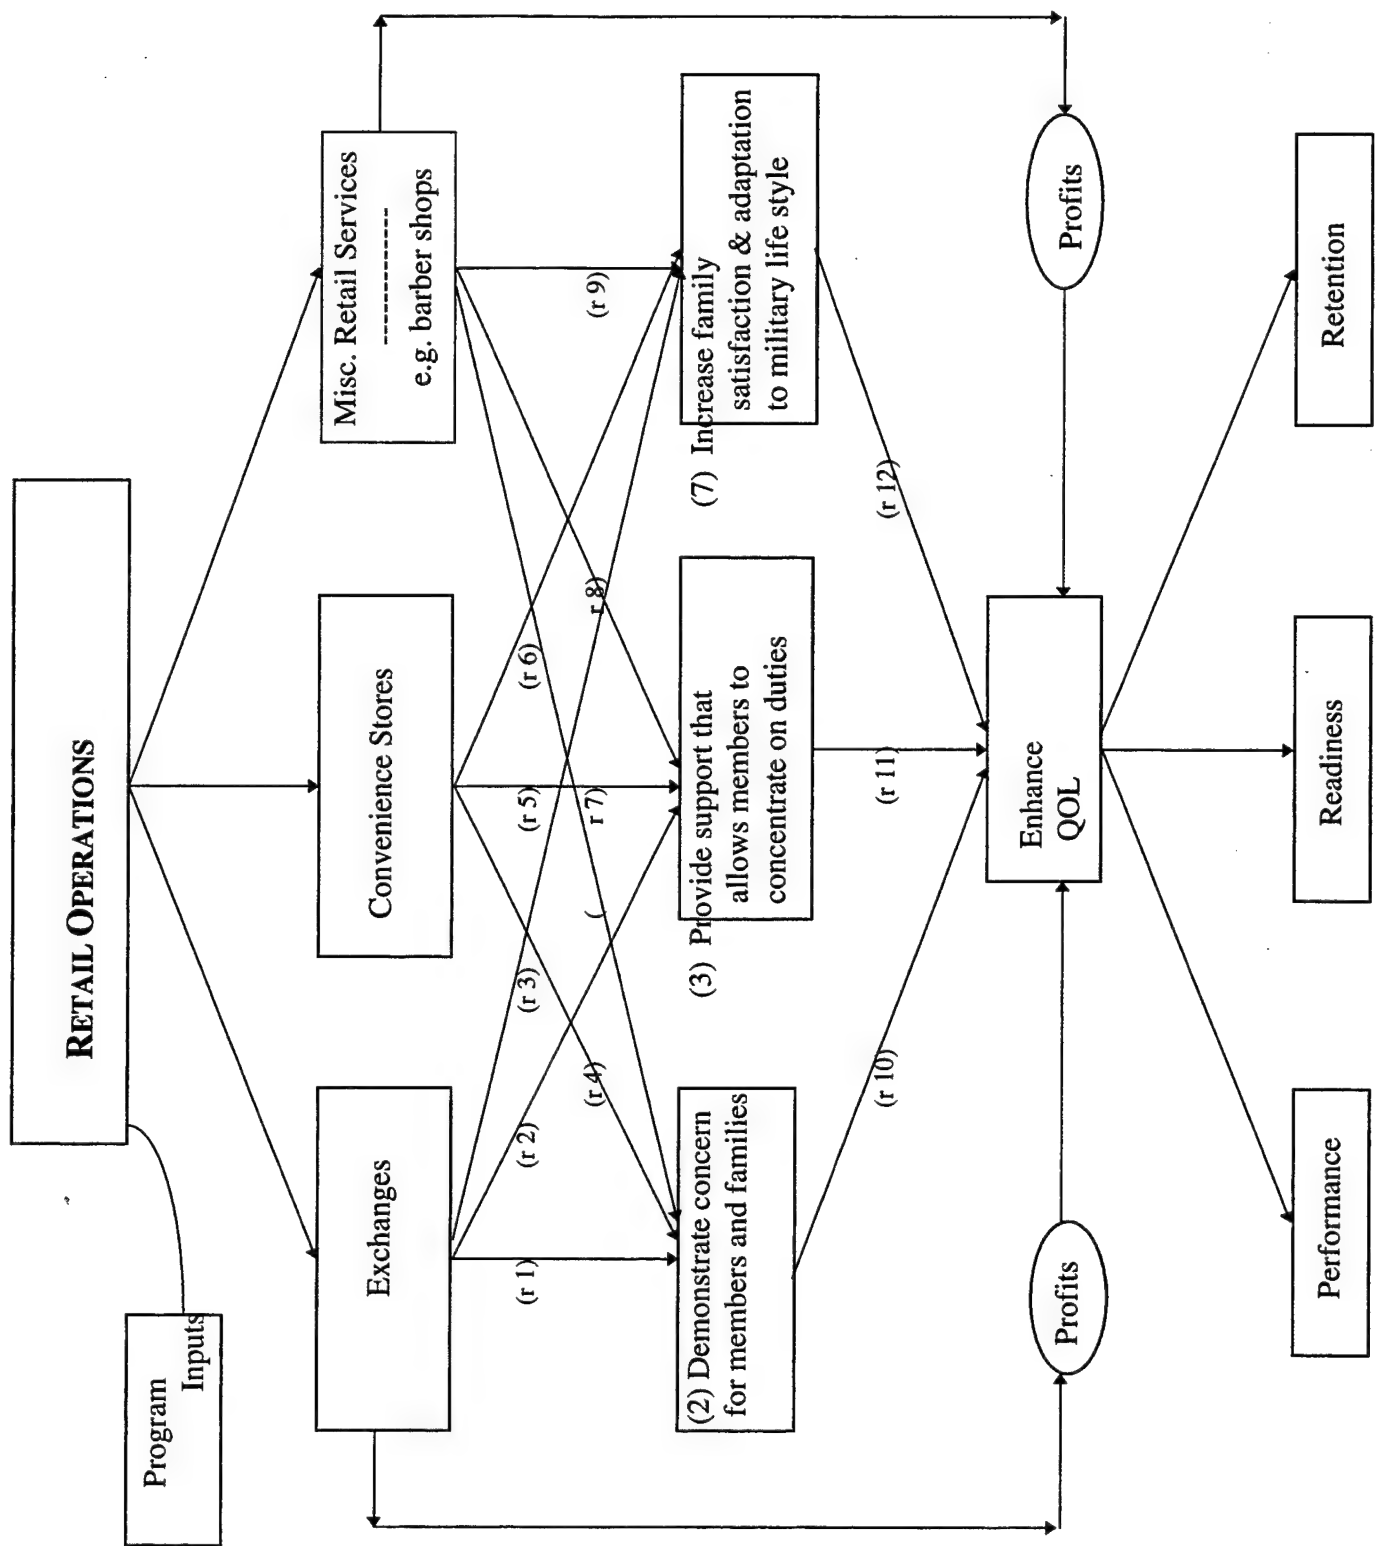 RETAIL OPERATIONS
Program
Inputs
Exchanges
Convenience Stores
Misc. Retail Services
------------
e.g. barber shops
(r 1)
(r 2)
(r 3)
(r 4)
(r 5)
(r 6)
( r 7)
r 8)
(r 9)
(2) Demonstrate concern
for members and families
(3) Provide support that
allows members to
concentrate on duties
(7) Increase family
satisfaction & adaptation
to military life style
(r 10)
(r 11)
(r 12)
Profits
Enhance
QOL
Profits
Performance
Readiness
Retention